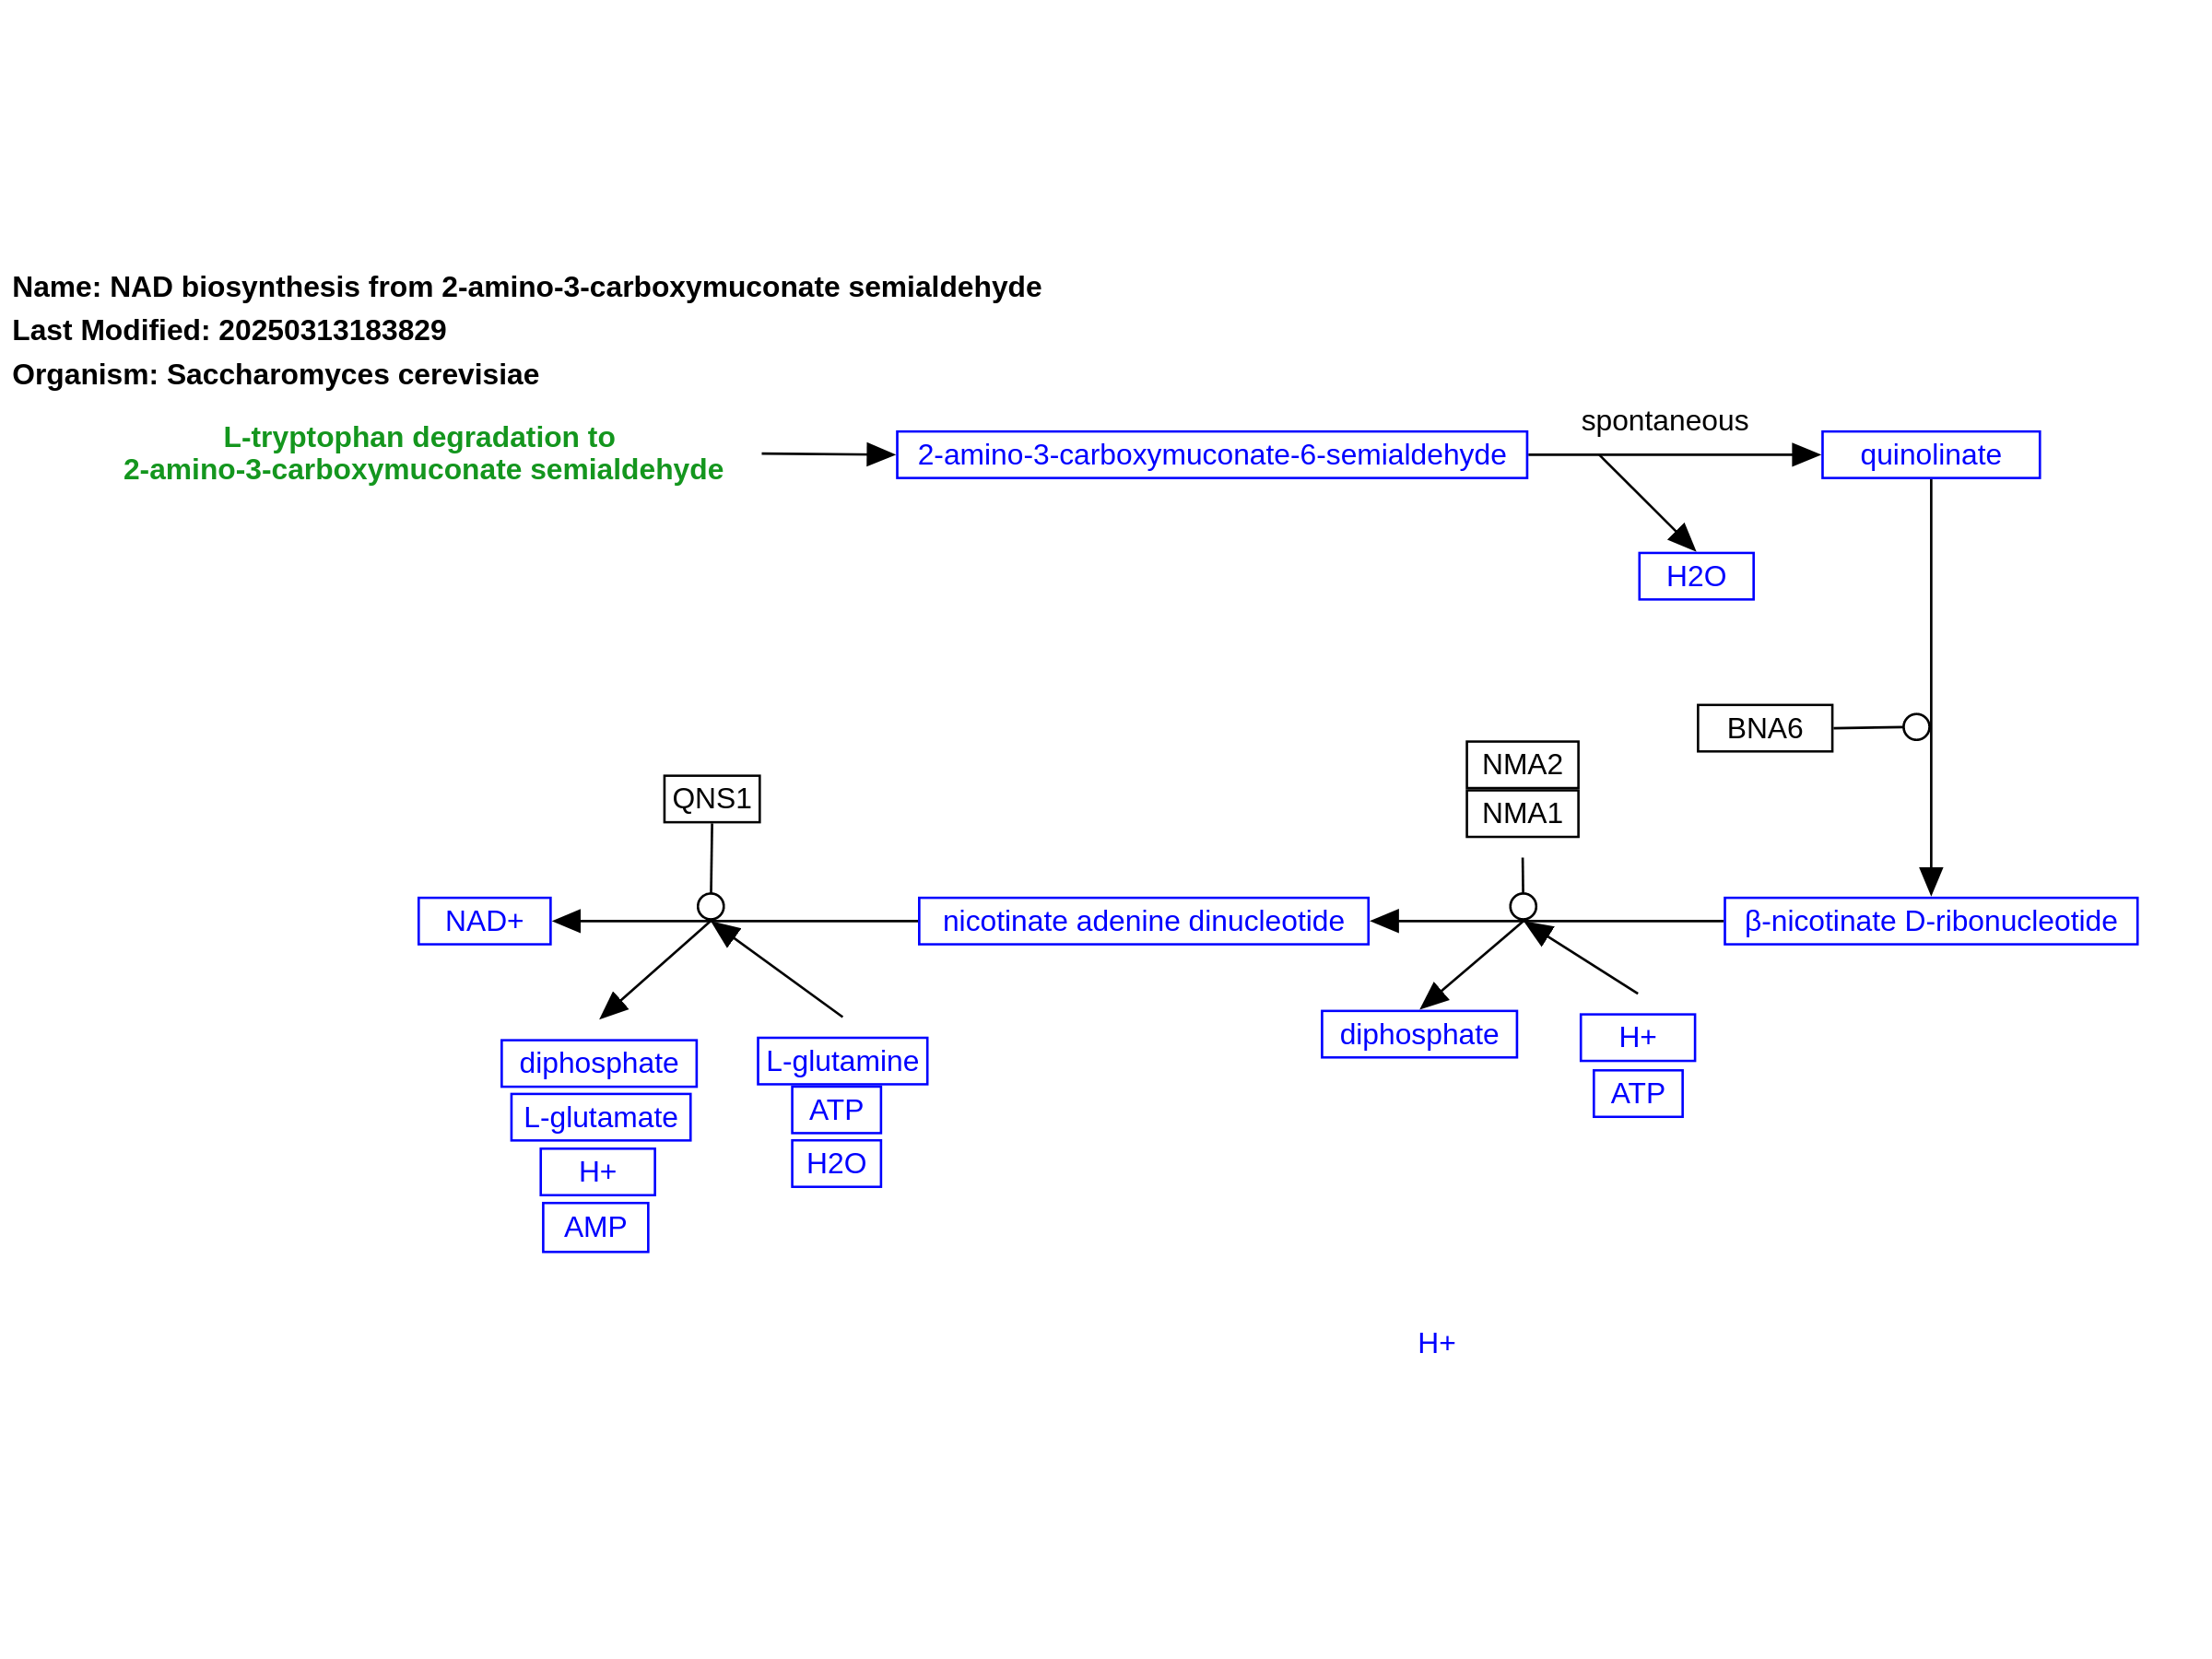 Name: NAD biosynthesis from 2-amino-3-carboxymuconate semialdehyde
Last Modified: 20250313183829
Organism: Saccharomyces cerevisiae
spontaneous
L-tryptophan degradation to
2-amino-3-carboxymuconate semialdehyde
2-amino-3-carboxymuconate-6-semialdehyde
quinolinate
H2O
BNA6
NMA2
NMA1
QNS1
NAD+
nicotinate adenine dinucleotide
β-nicotinate D-ribonucleotide
diphosphate
H+
ATP
diphosphate
L-glutamate
H+
AMP
L-glutamine
ATP
H2O
H+